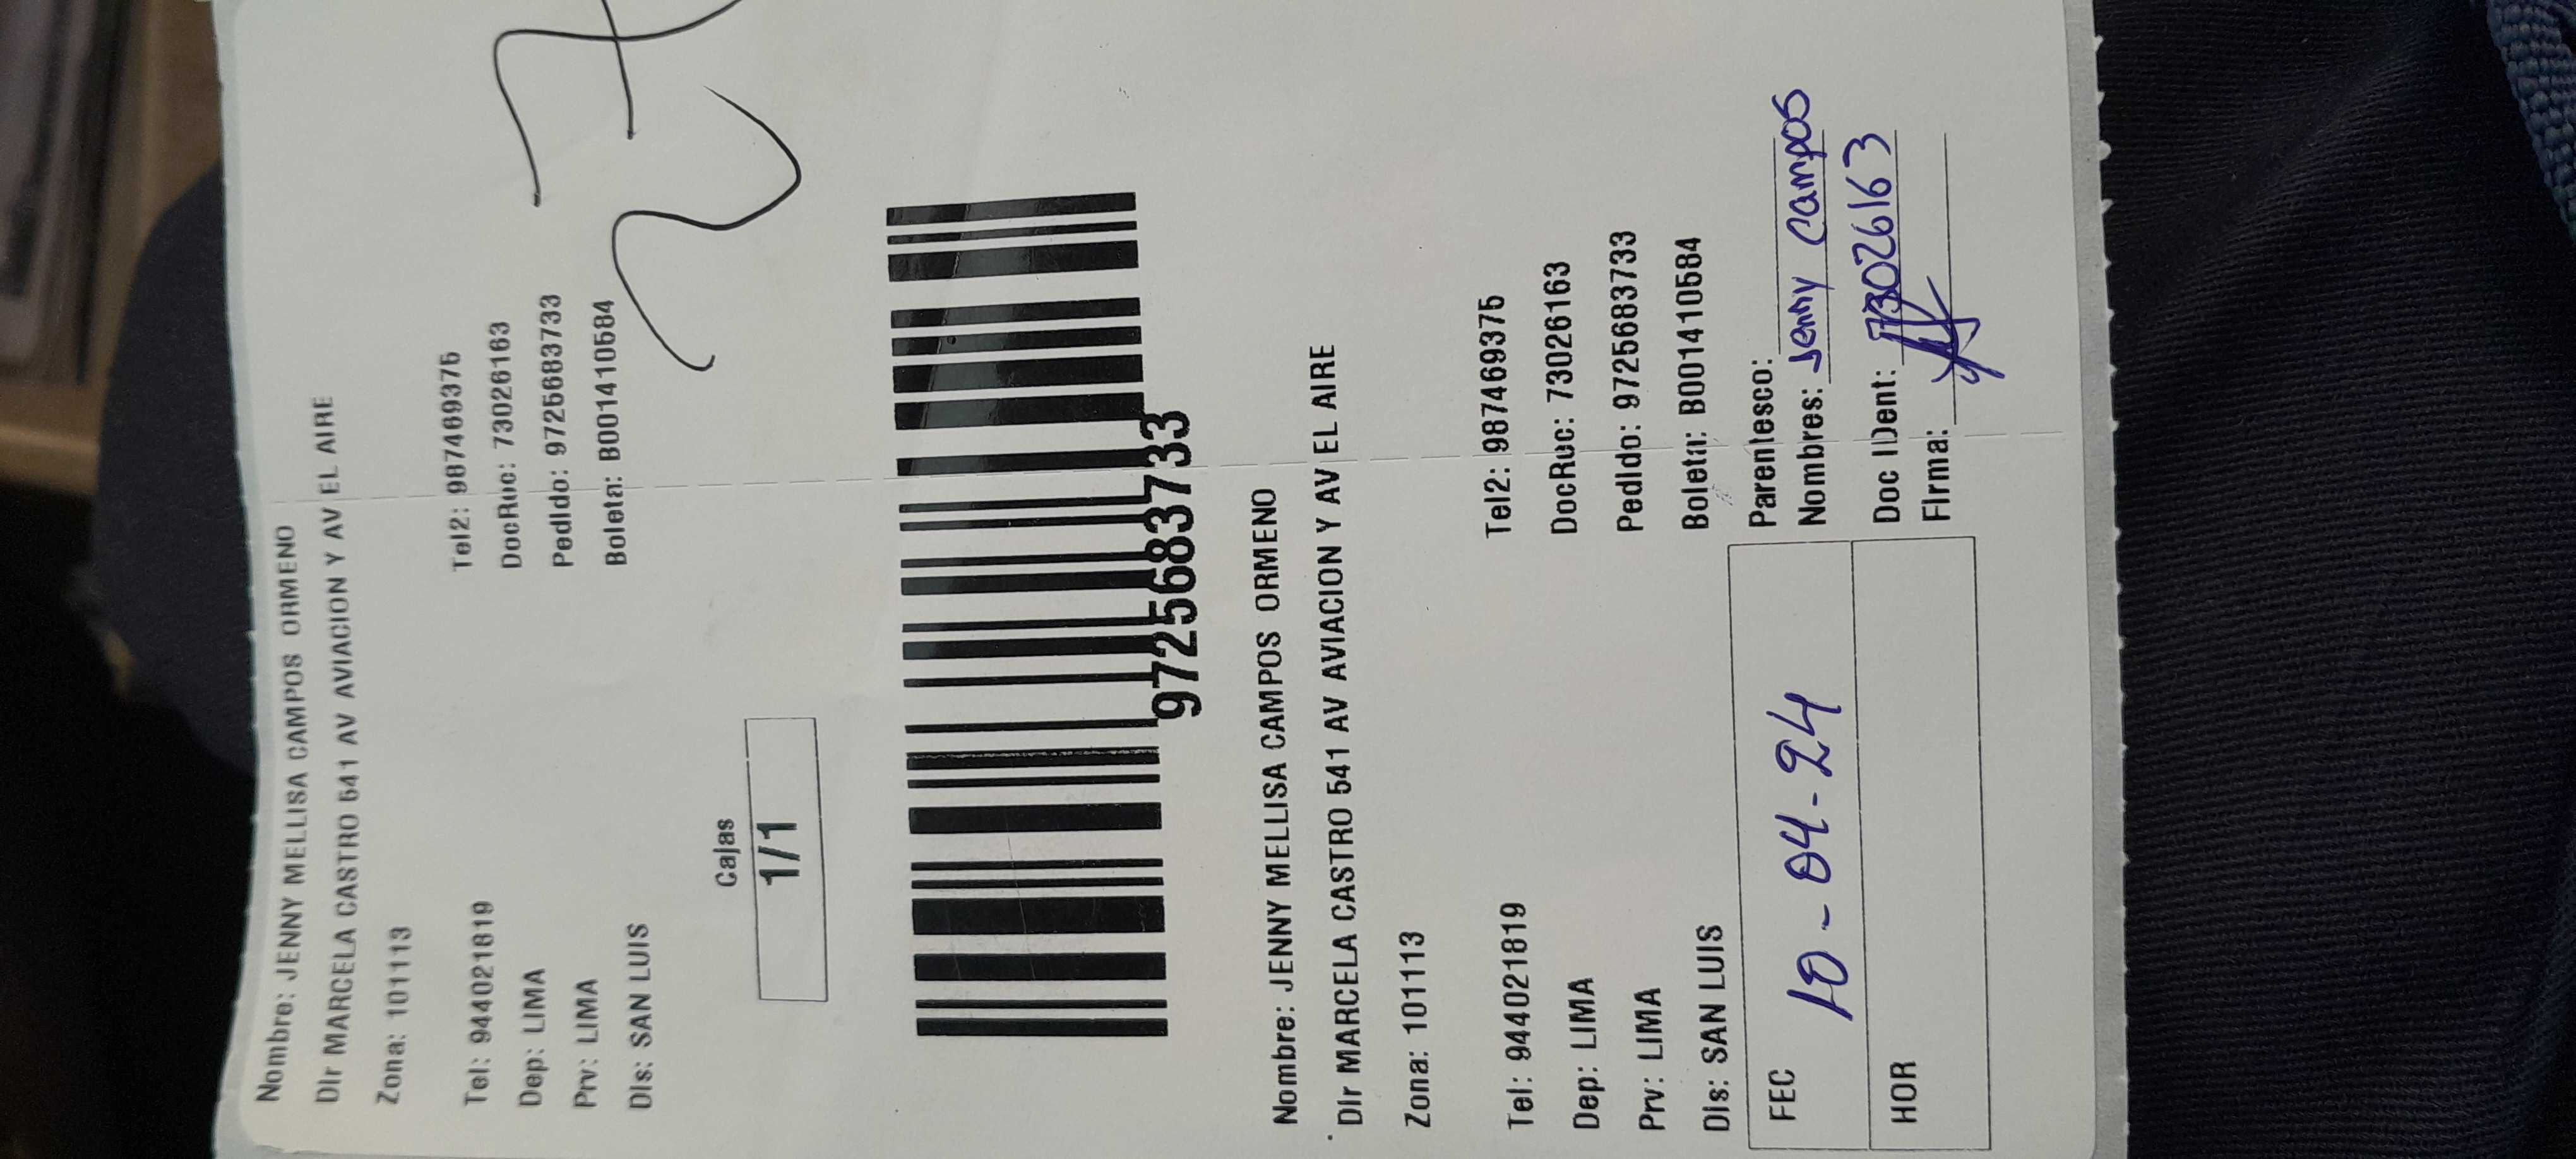 Nombre: JENNY MELLISA CAMPOS ORMENO
DIr MARCELA CASTRO 541 AV AVIACION Y AV EL AIRE
Zona: 101113
Tel: 944021819 Tel2: 987469375
Dep: LIMA DocRuc: 73026163
Prv: LIMA PedIdo: 97256837​33
DIs: SAN LUIS Boleta: B001410584
Cajas
1/1
9725683733
Nombre: JENNY MELLISA CAMPOS ORMENO
DIr MARCELA CASTRO 541 AV AVIACION Y AV EL AIRE
Zona: 101113
Tel: 944021819 Tel2: 987469375
Dep: LIMA DocRuc: 73026163
Prv: LIMA PedIdo: 9725683733
DIs: SAN LUIS Boleta: B001410584
FEC 10-04-24 Parentesco:
Nombres: Jenny Campos
HOR Doc IDent: 73026163
FIrma: